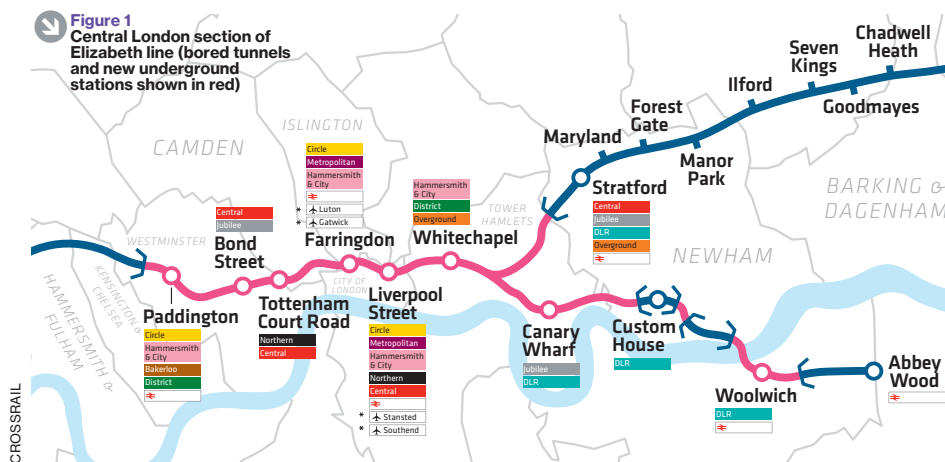 Figure 1
Central London section of
Elizabeth line (bored tunnels
and new underground
stations shown in red)
CAMDEN
ISLINGTON
WESTMINSTER
KENSINGTON &
CHELSEA
HAMMERSMITH &
FULHAM
CITY OF
LONDON
TOWER
HAMLETS
NEWHAM
BARKING &
DAGENHAM
Paddington
Circle
Hammersmith
& City
Bakerloo
District
Central
Jubilee
Bond
Street
Tottenham
Court Road
Northern
Central
Circle
Metropolitan
Hammersmith
& City
* Luton
* Gatwick
Farringdon
Liverpool
Street
Circle
Metropolitan
Hammersmith
& City
Northern
Central
* Stansted
* Southend
Hammersmith
& City
District
Overground
Whitechapel
Canary
Wharf
Jubilee
DLR
Custom
House
DLR
Woolwich
DLR
Abbey
Wood
Stratford
Central
Jubilee
DLR
Overground
Maryland
Forest
Gate
Manor
Park
Ilford
Seven
Kings
Goodmayes
Chadwell
Heath
CROSSRAIL